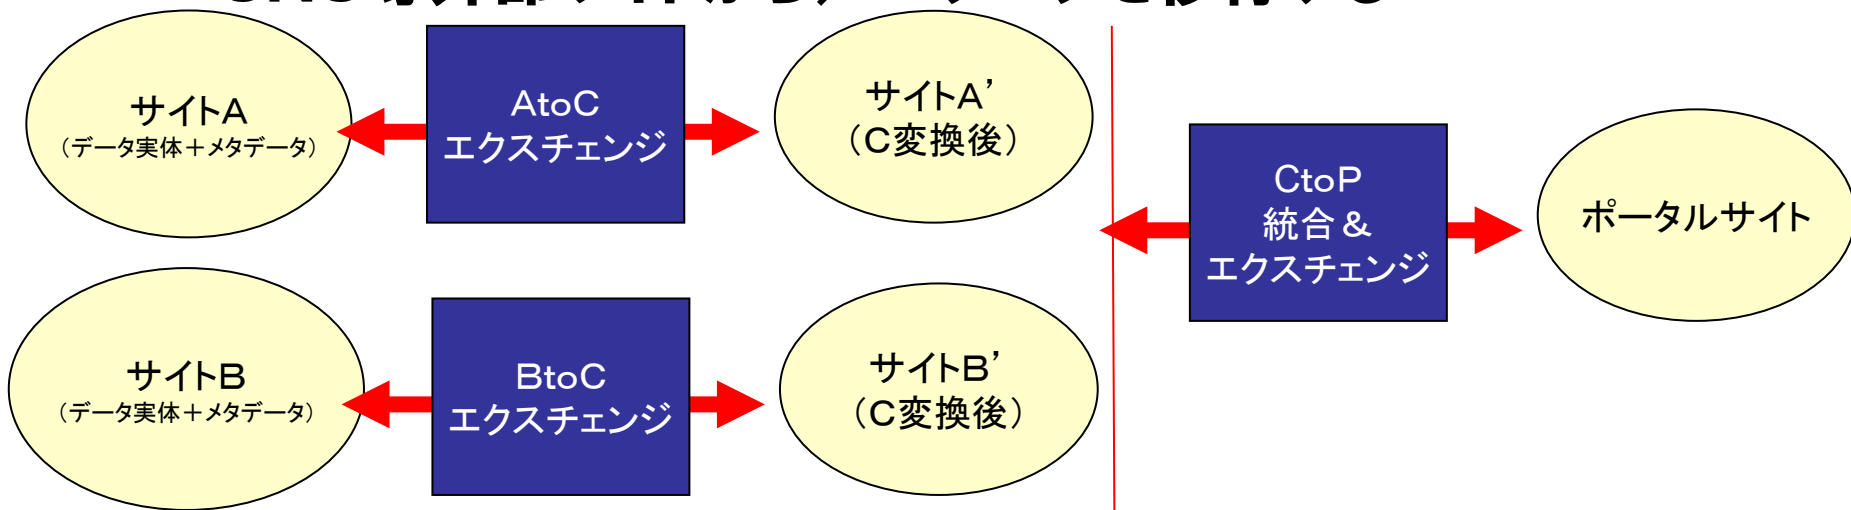 サイトA
(データ実体+メタデータ)
AtoC
エクスチェンジ
サイトA’
(C変換後)
サイトB
(データ実体+メタデータ)
BtoC
エクスチェンジ
サイトB’
(C変換後)
CtoP
統合&
エクスチェンジ
ポータルサイト